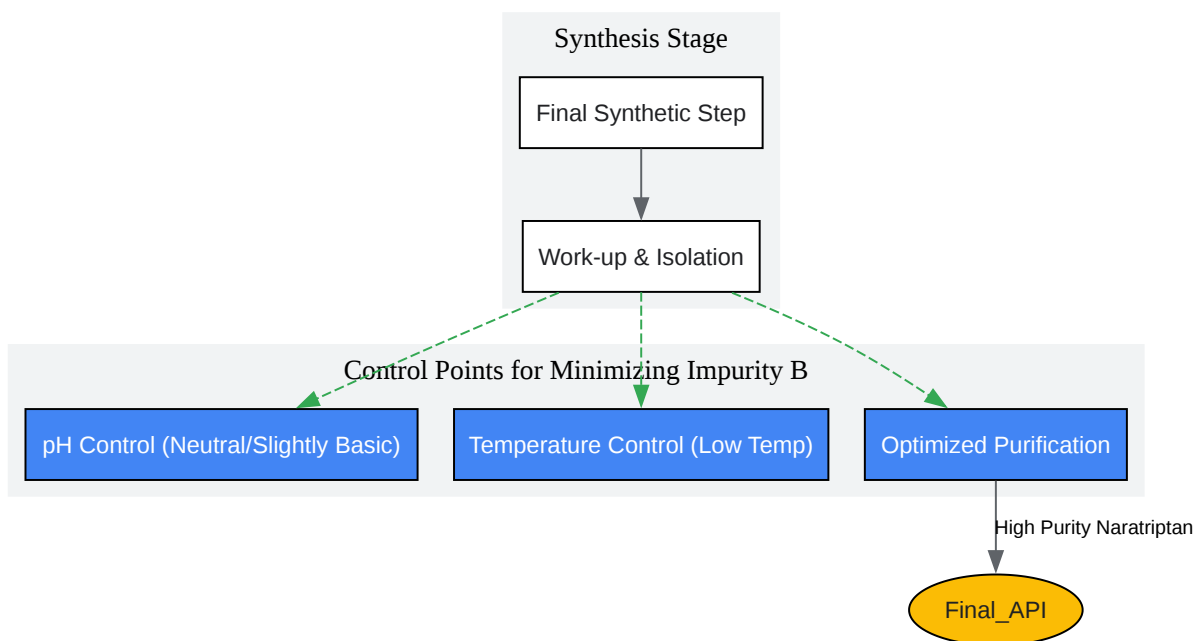 Synthesis Stage
Final Synthetic Step
Work-up & Isolation
Control Points for Minimizing Impurity B
pH Control (Neutral/Slightly Basic)
Temperature Control (Low Temp)
Optimized Purification
High Purity Naratriptan
Final_API